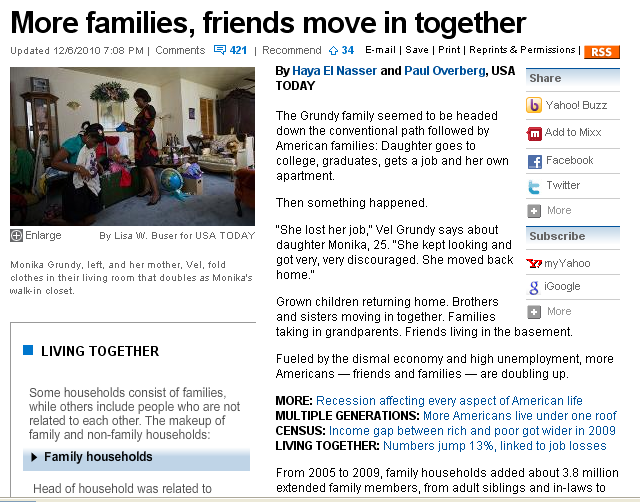 More families, friends move in together
Updated 12/6/2010 7:08 PM | Comments 421 | Recommend 34 E-mail | Save | Print | Reprints & Permissions | RSS
Enlarge By Lisa W. Buser for USA TODAY
Monika Grundy, left, and her mother, Vel, fold
clothes in their living room that doubles as Monika's
walk-in closet.
LIVING TOGETHER
Some households consist of families,
while others include people who are not
related to each other. The makeup of
family and non-family households:
Family households
Head of household was related to
By Haya El Nasser and Paul Overberg, USA
TODAY
The Grundy family seemed to be headed
down the conventional path followed by
American families: Daughter goes to
college, graduates, gets a job and her own
apartment.
Then something happened.
"She lost her job," Vel Grundy says about
daughter Monika, 25. "She kept looking and
got very, very discouraged. She moved back
home."
Grown children returning home. Brothers
and sisters moving in together. Families
taking in grandparents. Friends living in the basement.
Fueled by the dismal economy and high unemployment, more
Americans — friends and families — are doubling up.
MORE: Recession affecting every aspect of American life
MULTIPLE GENERATIONS: More Americans live under one roof
CENSUS: Income gap between rich and poor got wider in 2009
LIVING TOGETHER: Numbers jump 13%, linked to job losses
From 2005 to 2009, family households added about 3.8 million
extended family members, from adult siblings and in-laws to
Share
Yahoo! Buzz
Add to Mixx
Facebook
Twitter
More
Subscribe
myYahoo
iGoogle
More